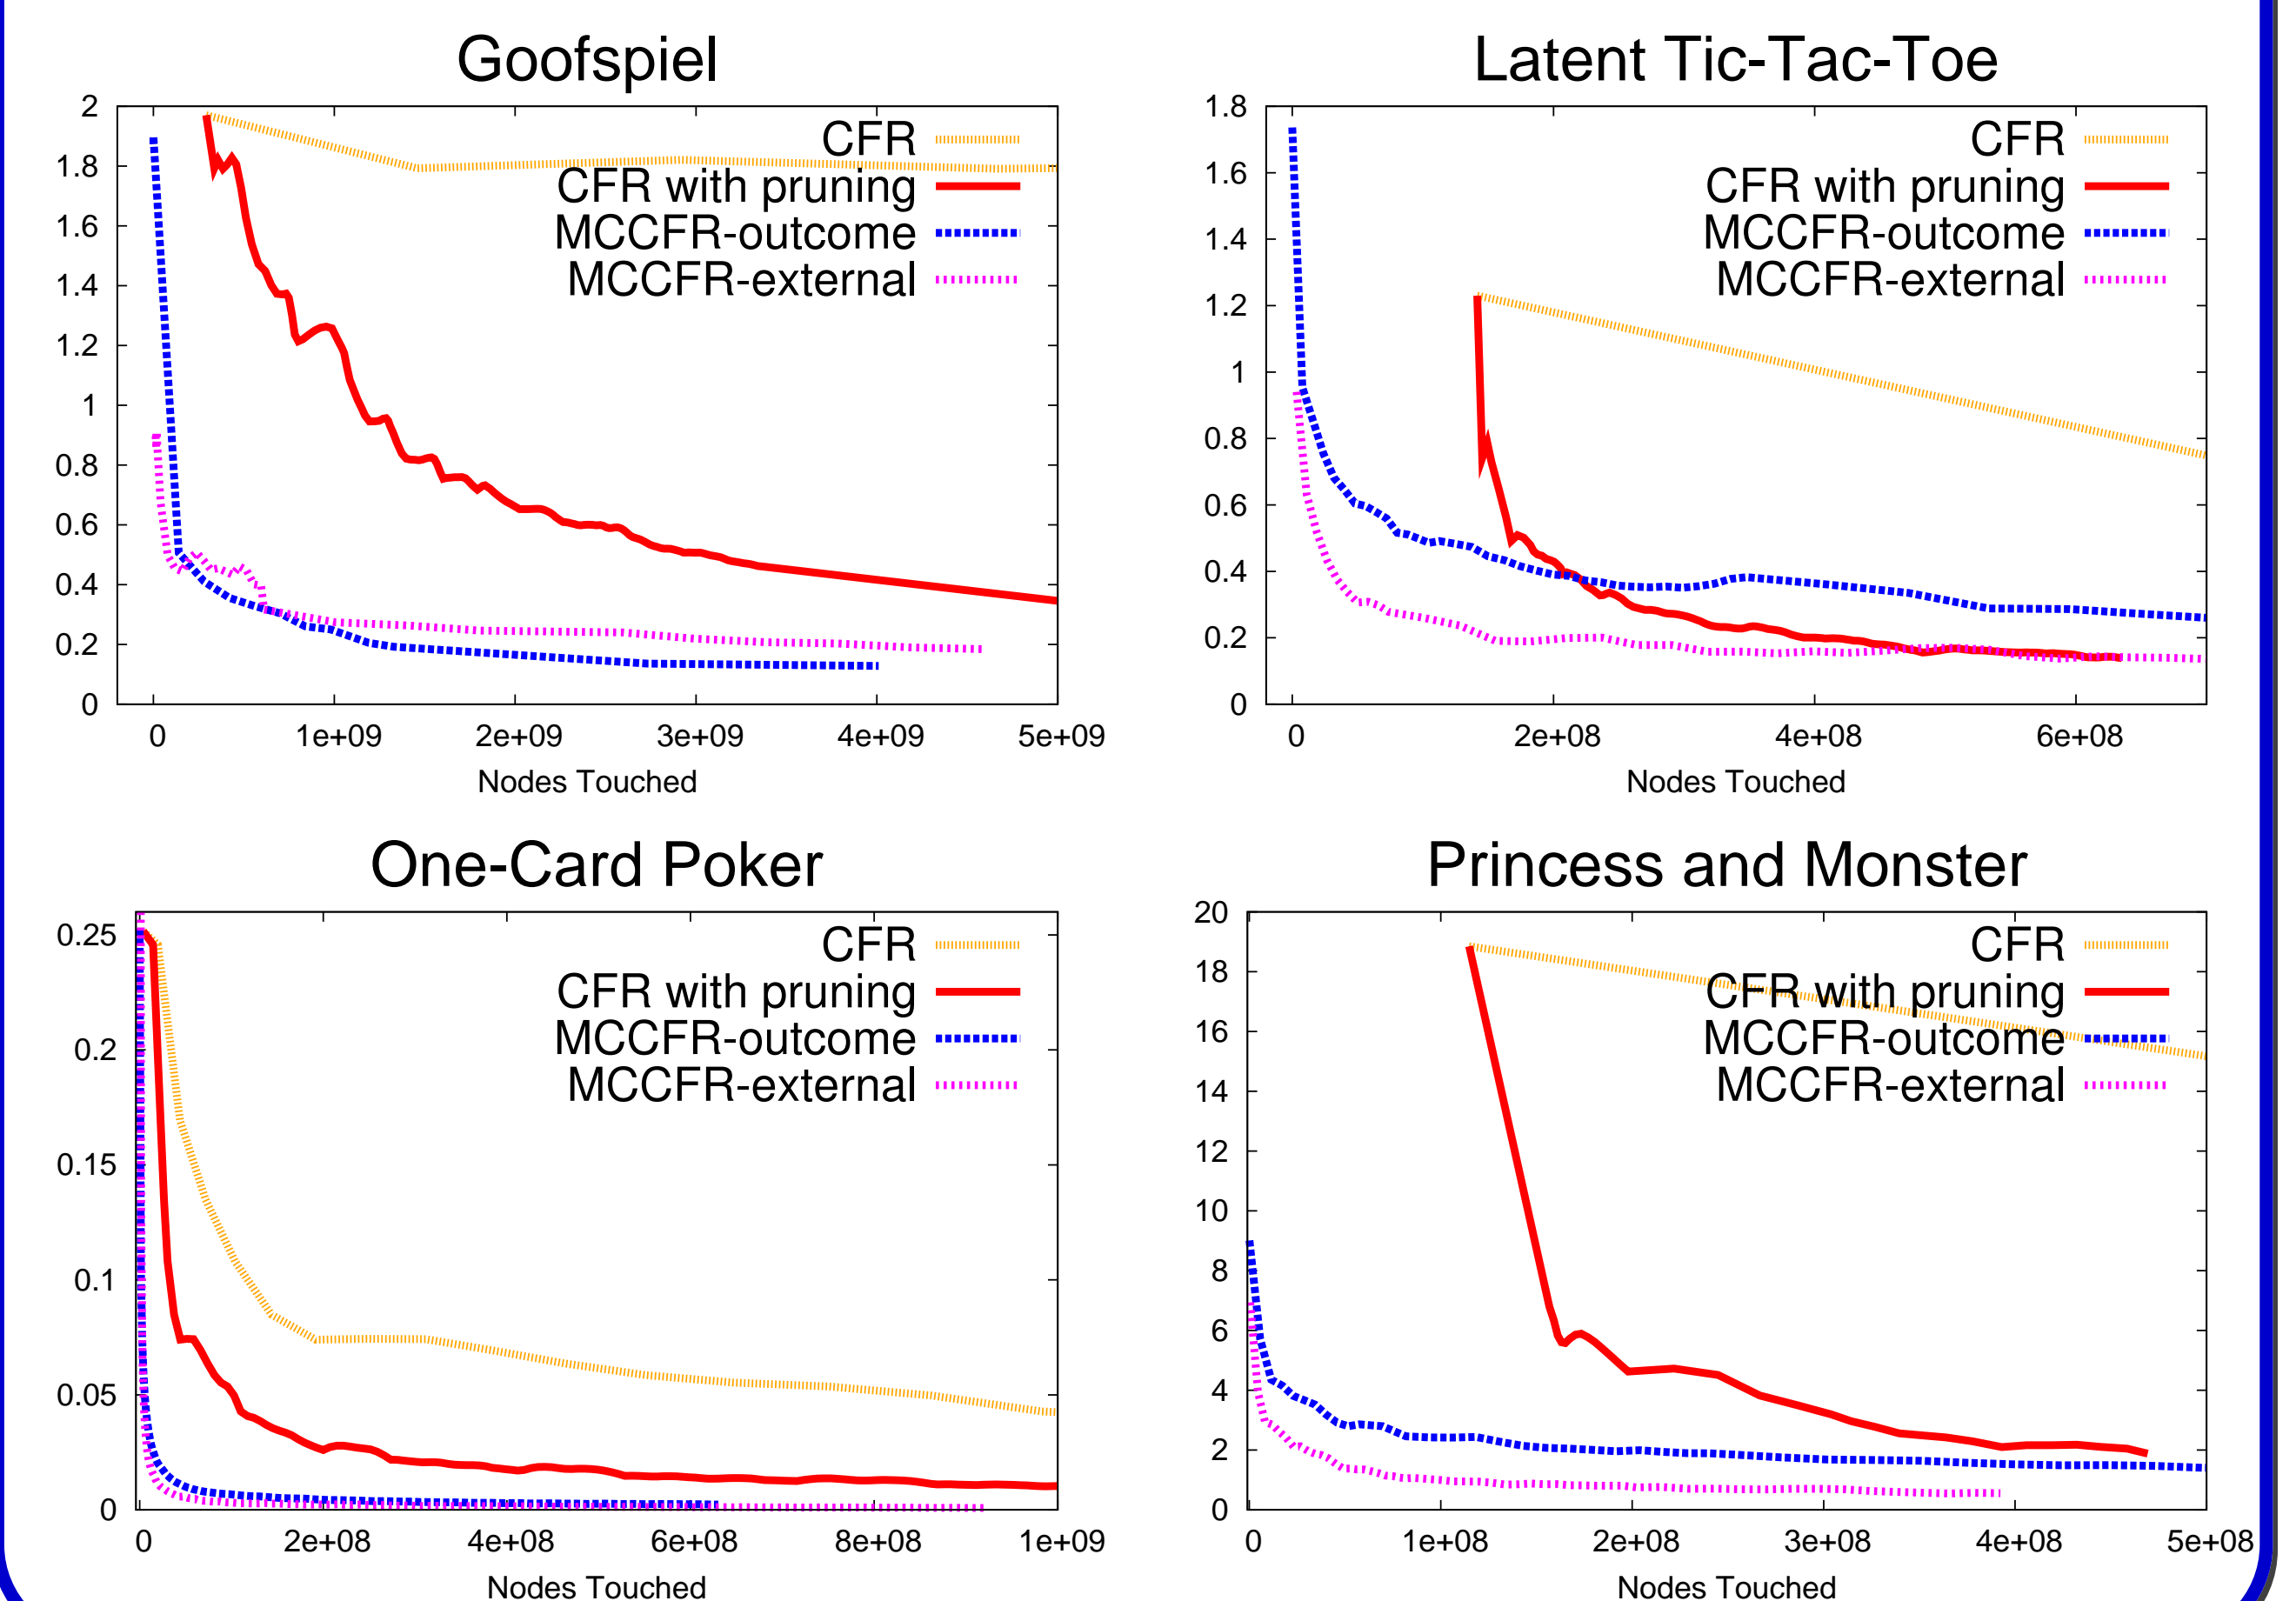 Goofspiel
2
1.8
1.6
1.4
1.2
1
0.8
0.6
0.4
0.2
0
CFR
CFR with pruning
MCCFR-outcome
MCCFR-external
0 1e+09 2e+09 3e+09 4e+09 5e+09
Nodes Touched
Latent Tic-Tac-Toe
1.8
1.6
1.4
1.2
1
0.8
0.6
0.4
0.2
0
CFR
CFR with pruning
MCCFR-outcome
MCCFR-external
0 2e+08 4e+08 6e+08
Nodes Touched
One-Card Poker
0.25
0.2
0.15
0.1
0.05
0
CFR
CFR with pruning
MCCFR-outcome
MCCFR-external
0 2e+08 4e+08 6e+08 8e+08 1e+09
Nodes Touched
Princess and Monster
20
18
16
14
12
10
8
6
4
2
0
CFR
CFR with pruning
MCCFR-outcome
MCCFR-external
0 1e+08 2e+08 3e+08 4e+08 5e+08
Nodes Touched